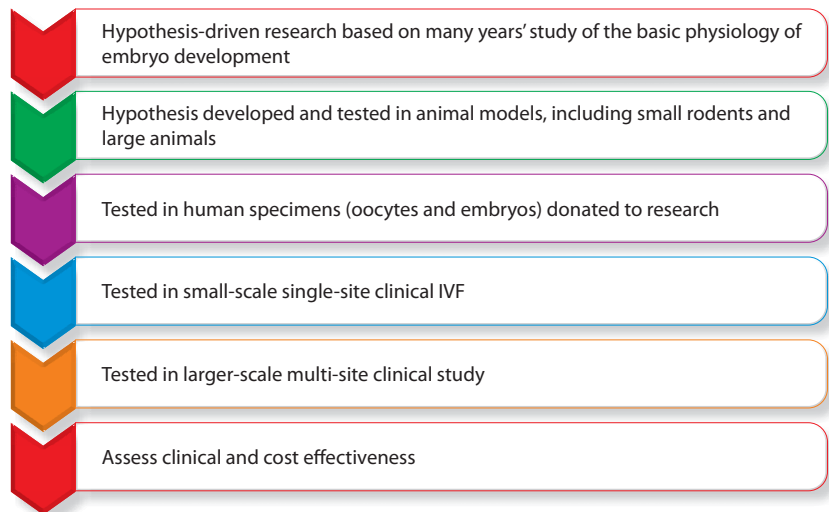 Hypothesis-driven research based on many years’ study of the basic physiology of
embryo development
Hypothesis developed and tested in animal models, including small rodents and
large animals
Tested in human specimens (oocytes and embryos) donated to research
Tested in small-scale single-site clinical IVF
Tested in larger-scale multi-site clinical study
Assess clinical and cost effectiveness